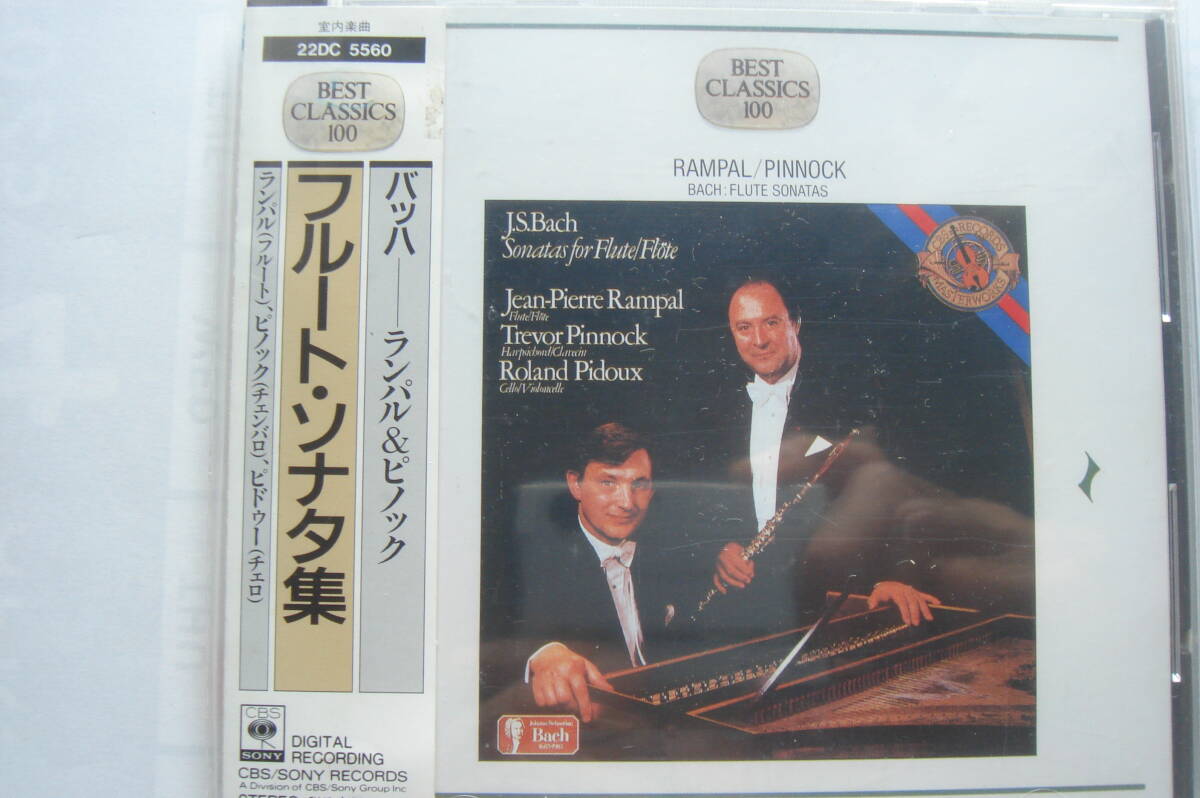 室内楽曲
22DC 5560
BEST
CLASSICS
100
バッハ——ランパル&ピノック
フルート・ソナタ集
ランパル(フルート)、ピノック(チェンバロ)、ピドゥー(チェロ)
CBS
SONY
DIGITAL
RECORDING
CBS/SONY RECORDS
A Division of CBS/Sony Group Inc
STEREO
BEST
CLASSICS
100
RAMPAL/PINNOCK
BACH: FLUTE SONATAS
J.S.Bach
Sonatas for Flute/Flöte
Jean-Pierre Rampal
Flute/Flöte
Trevor Pinnock
Harpsichord/Clavecin
Roland Pidoux
Cello/Violoncelle
CBS RECORDS
MASTERWORKS
Johann Sebastian
Bach
1685-1985